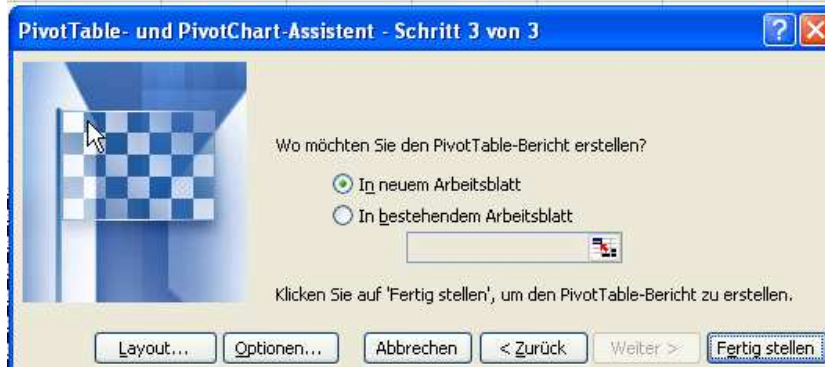 PivotTable- und PivotChart-Assistent - Schritt 3 von 3
Wo möchten Sie den PivotTable-Bericht erstellen?
In neuem Arbeitsblatt
In bestehendem Arbeitsblatt
Klicken Sie auf 'Fertig stellen', um den PivotTable-Bericht zu erstellen.
Layout... Optionen... Abbrechen < Zurück Weiter > Fertig stellen